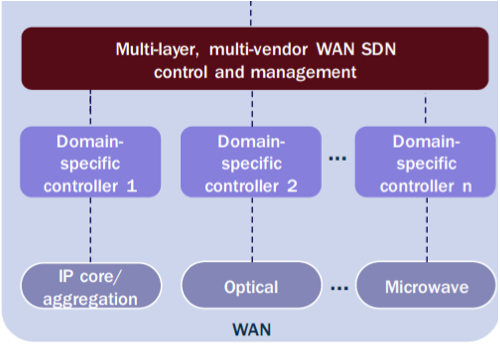 Multi-layer, multi-vendor WAN SDN
control and management
Domain-
specific
controller 1
Domain-
specific
controller 2
...
Domain-
specific
controller n
IP core/
aggregation
Optical
...
Microwave
WAN